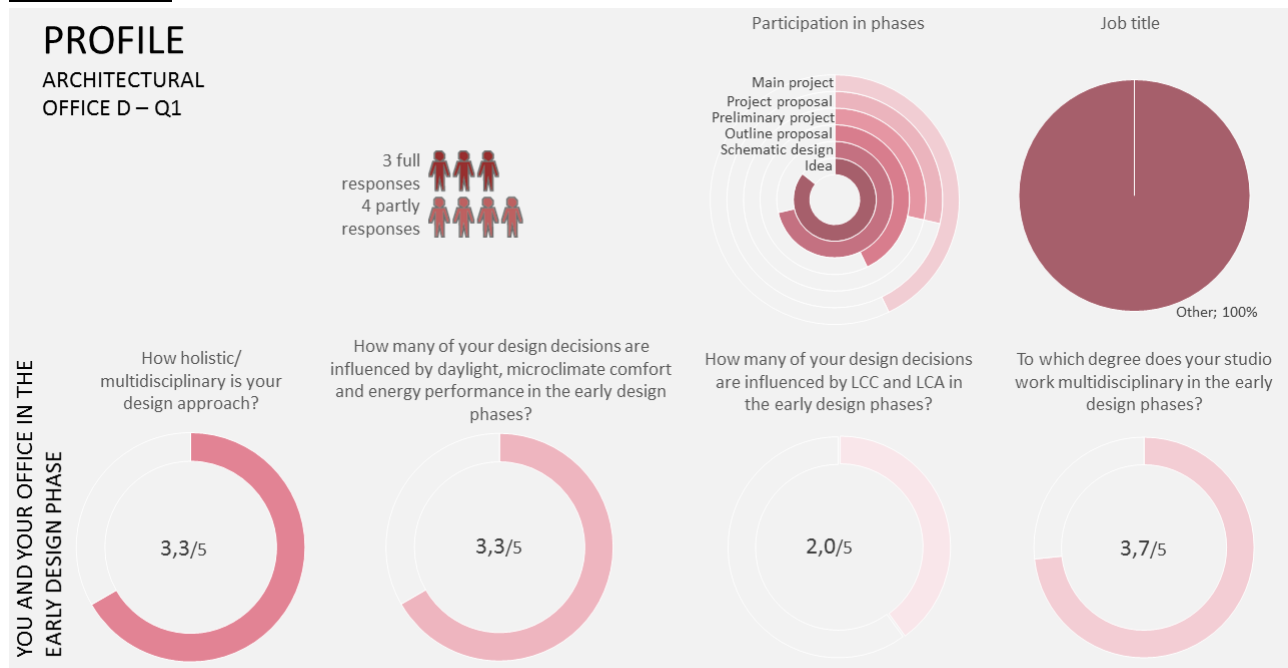 PROFILE
ARCHITECTURAL
OFFICE D – Q1
3 full
responses
4 partly
responses
Participation in phases
Main project
Project proposal
Preliminary project
Outline proposal
Schematic design
Idea
Job title
Other; 100%
YOU AND YOUR OFFICE IN THE
EARLY DESIGN PHASE
How holistic/
multidisciplinary is your
design approach?
3,3/5
How many of your design decisions are
influenced by daylight, microclimate comfort
and energy performance in the early design
phases?
3,3/5
How many of your design decisions
are influenced by LCC and LCA in
the early design phases?
2,0/5
To which degree does your studio
work multidisciplinary in the early
design phases?
3,7/5